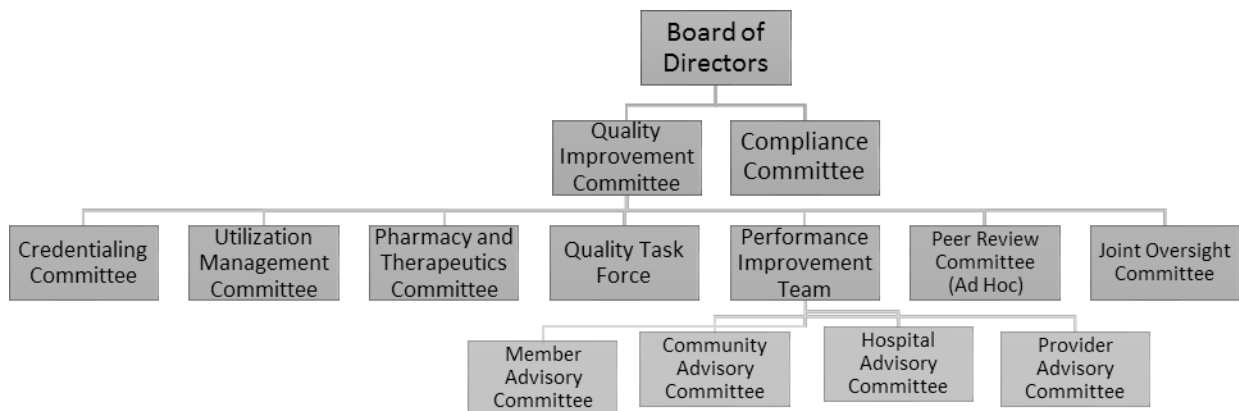 Board of
Directors
Quality
Improvement
Committee
Compliance
Committee
Credentialing
Committee
Utilization
Management
Committee
Pharmacy and
Therapeutics
Committee
Quality Task
Force
Performance
Improvement
Team
Peer Review
Committee
(Ad Hoc)
Joint Oversight
Committee
Member
Advisory
Committee
Community
Advisory
Committee
Hospital
Advisory
Committee
Provider
Advisory
Committee